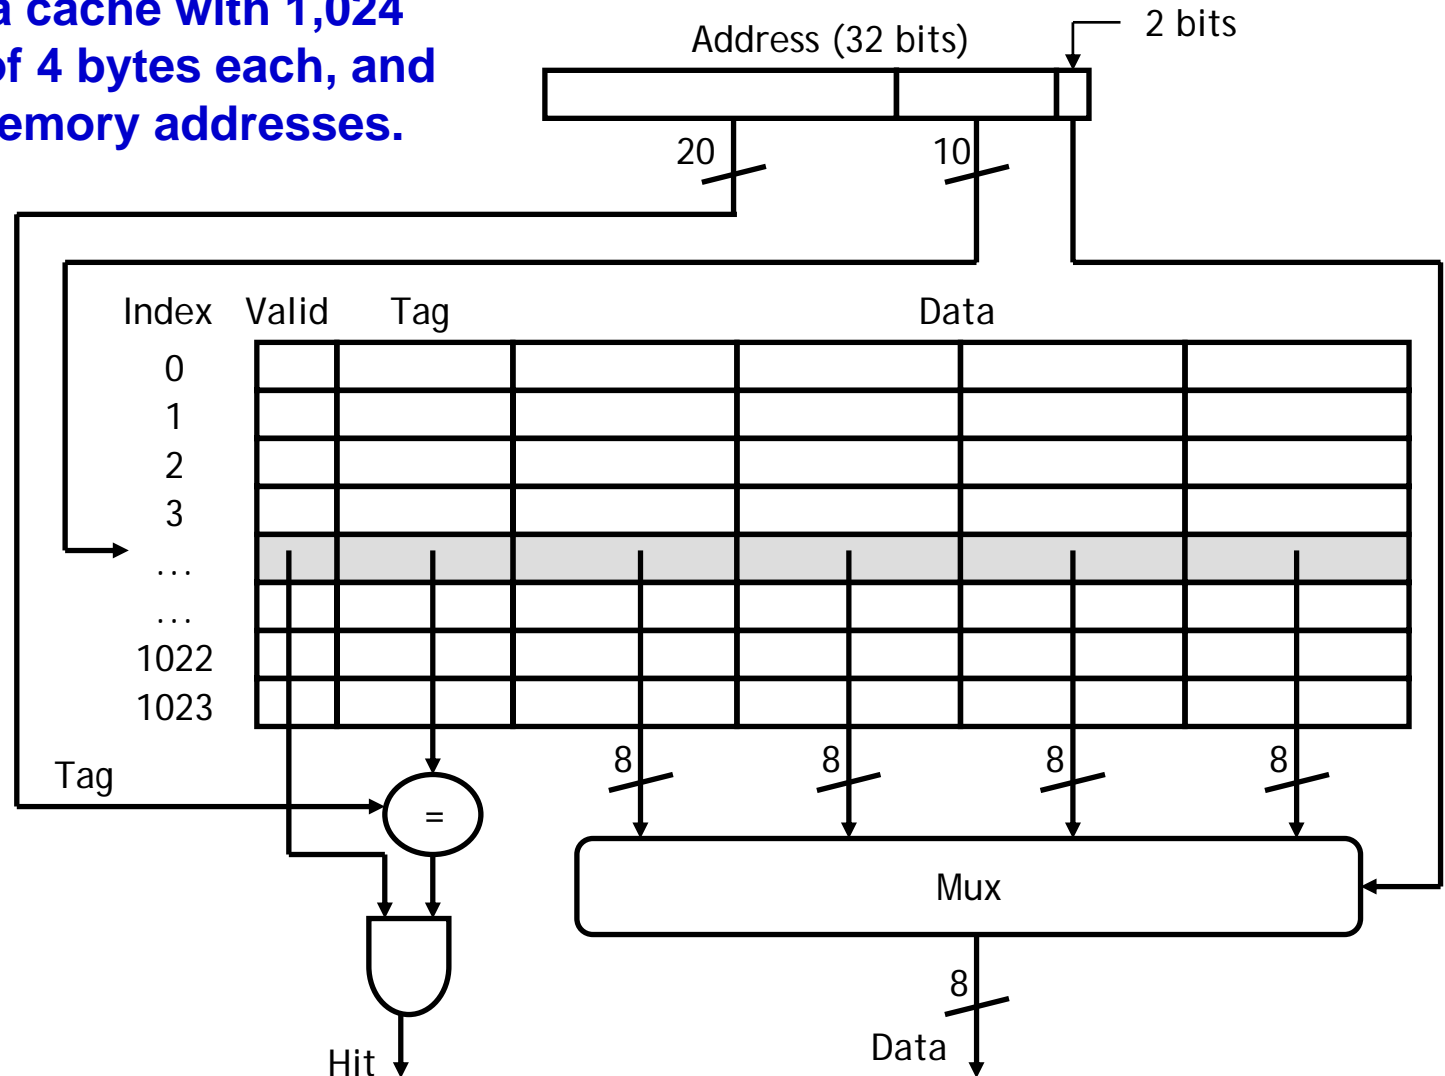 a cache with 1,024
of 4 bytes each, and
emory addresses.
Address (32 bits)
2 bits
20
10
Index Valid Tag Data
0
1
2
3
...
...
1022
1023
8 8 8 8
Tag
=
Mux
8
Data
Hit